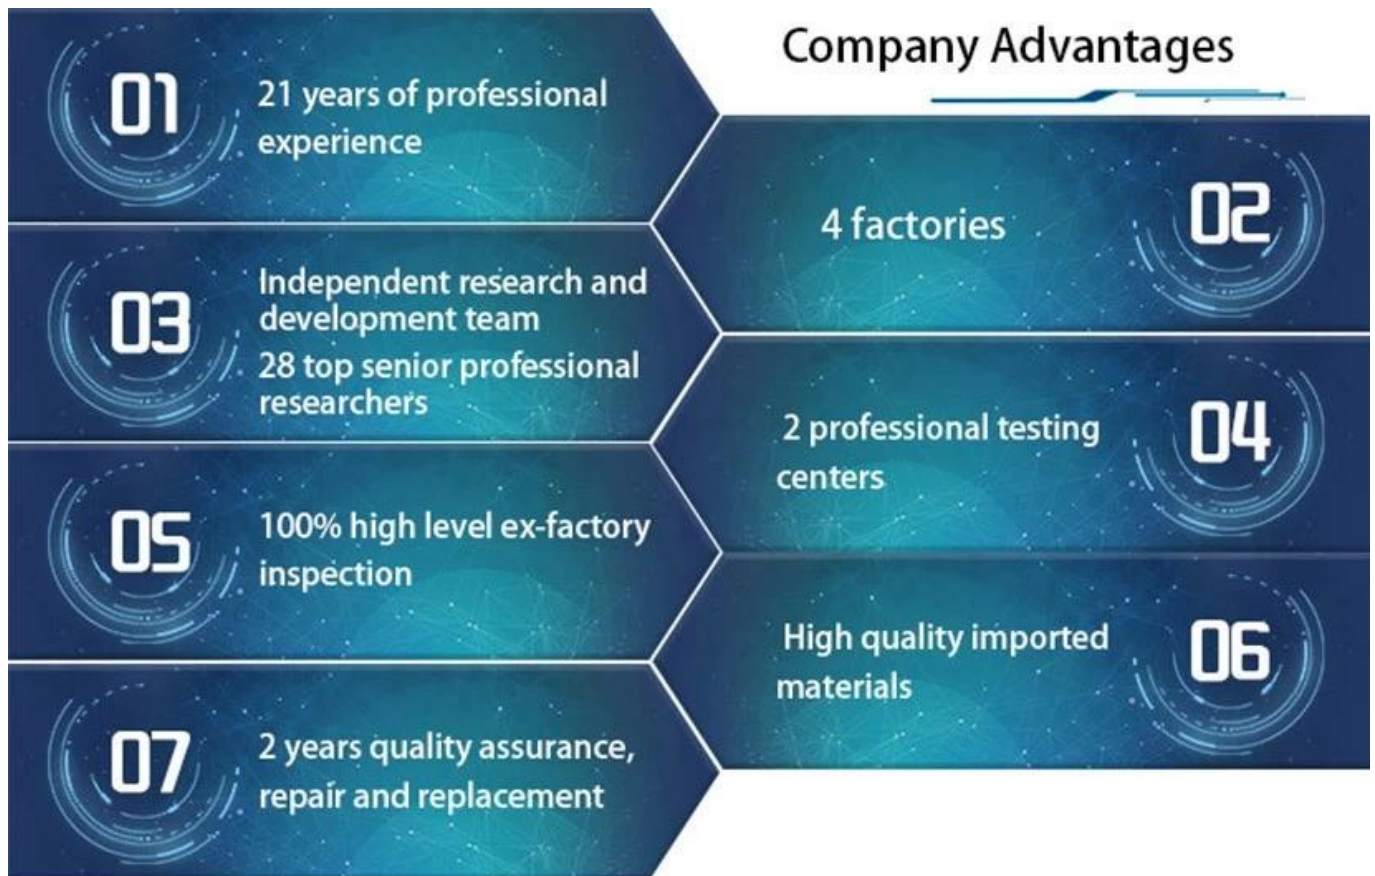 Company Advantages
01
21 years of professional
experience
02
4 factories
03
Independent research and
development team
28 top senior professional
researchers
04
2 professional testing
centers
05
100% high level ex-factory
inspection
06
High quality imported
materials
07
2 years quality assurance,
repair and replacement